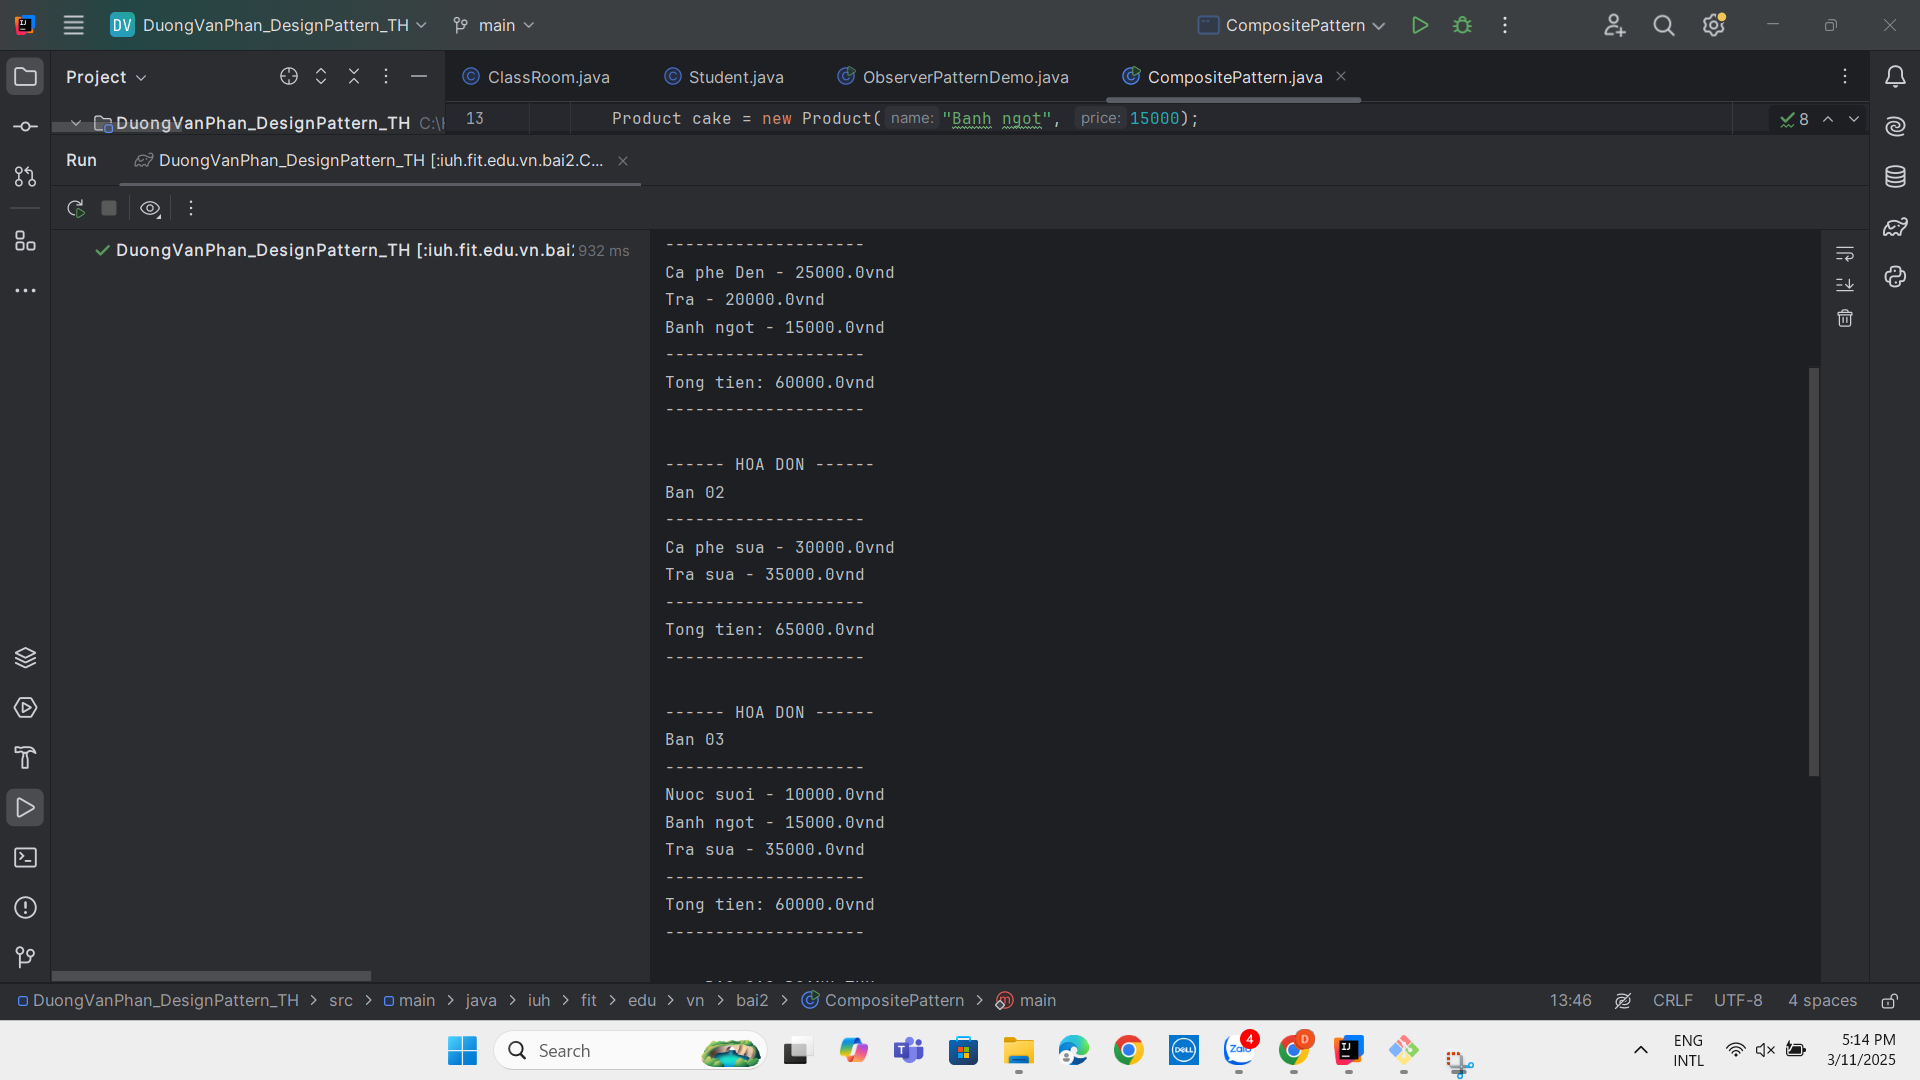 DV DuongVanPhan_DesignPattern_TH main CompositePattern
Project ClassRoom.java Student.java ObserverPatternDemo.java CompositePattern.java
DuongVanPhan_DesignPattern_TH C:\ 13 Product cake = new Product( name: "Banh ngot", price: 15000); 8
Run DuongVanPhan_DesignPattern_TH [:iuh.fit.edu.vn.bai2.C...
DuongVanPhan_DesignPattern_TH [:iuh.fit.edu.vn.bai2 932 ms
--------------------
Ca phe Den - 25000.0vnd
Tra - 20000.0vnd
Banh ngot - 15000.0vnd
--------------------
Tong tien: 60000.0vnd
--------------------
------ HOA DON ------
Ban 02
--------------------
Ca phe sua - 30000.0vnd
Tra sua - 35000.0vnd
--------------------
Tong tien: 65000.0vnd
--------------------
------ HOA DON ------
Ban 03
--------------------
Nuoc suoi - 10000.0vnd
Banh ngot - 15000.0vnd
Tra sua - 35000.0vnd
--------------------
Tong tien: 60000.0vnd
--------------------
DuongVanPhan_DesignPattern_TH > src > main > java > iuh > fit > edu > vn > bai2 > CompositePattern > main 13:46 CRLF UTF-8 4 spaces
Search DELL Zalo 4 D ENG 5:14 PM
INTL 3/11/2025